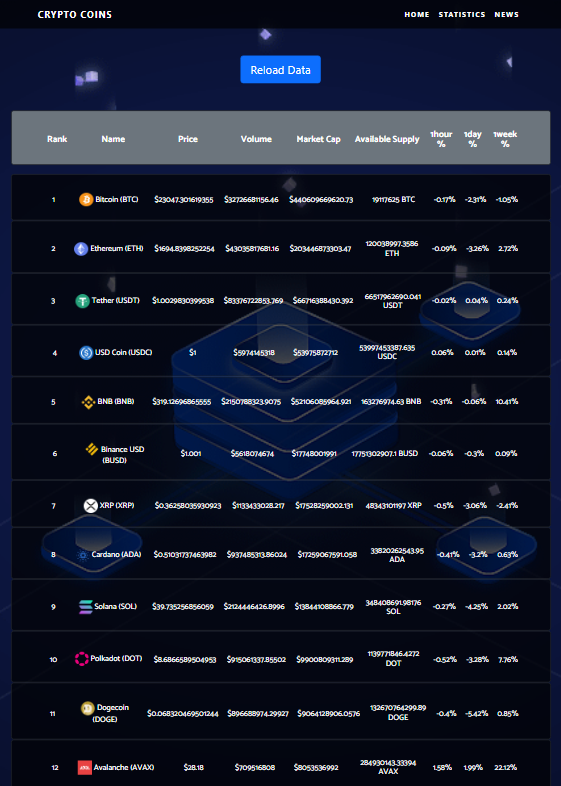 CRYPTO COINS HOME STATISTICS NEWS
Reload Data
Rank Name Price Volume Market Cap Available Supply 1hour % 1day % 1week %
1 Bitcoin (BTC) $23047.301619355 $32726681156.46 $440609669620.73 19117625 BTC -0.17% -2.31% -1.05%
2 Ethereum (ETH) $1694.8398252254 $43035817681.16 $203446873303.47 120038997.3586 ETH -0.09% -3.26% 2.72%
3 Tether (USDT) $1.0029830399538 $83376722853.769 $66716388430.392 66517962690.041 USDT -0.02% 0.04% 0.24%
4 USD Coin (USDC) $1 $5974145318 $53975872712 53997453387.635 USDC 0.06% 0.01% 0.14%
5 BNB (BNB) $319.12696865555 $2150788323.9075 $52106085964.921 163276974.63 BNB -0.31% -0.06% 10.41%
6 Binance USD (BUSD) $1.001 $5618074674 $17748001991 17751302907.1 BUSD -0.06% -0.3% 0.09%
7 XRP (XRP) $0.36258035930923 $1133433028.217 $17528259002.131 48343101197 XRP -0.5% -3.06% -2.41%
8 Cardano (ADA) $0.51031737463982 $937485313.86024 $17259067591.058 33820262543.95 ADA -0.41% -3.2% 0.63%
9 Solana (SOL) $39.735256856059 $2124446426.8996 $13844108866.779 348408691.98176 SOL -0.27% -4.25% 2.02%
10 Polkadot (DOT) $8.6866589504953 $915061337.85502 $9900809311.289 1139771846.4272 DOT -0.52% -3.28% 7.76%
11 Dogecoin (DOGE) $0.068320469501244 $896688974.29927 $9064128906.0576 132670764299.89 DOGE -0.4% -5.42% 0.85%
12 Avalanche (AVAX) $28.18 $709516808 $8053536992 284930143.33394 AVAX 1.58% 1.99% 22.12%